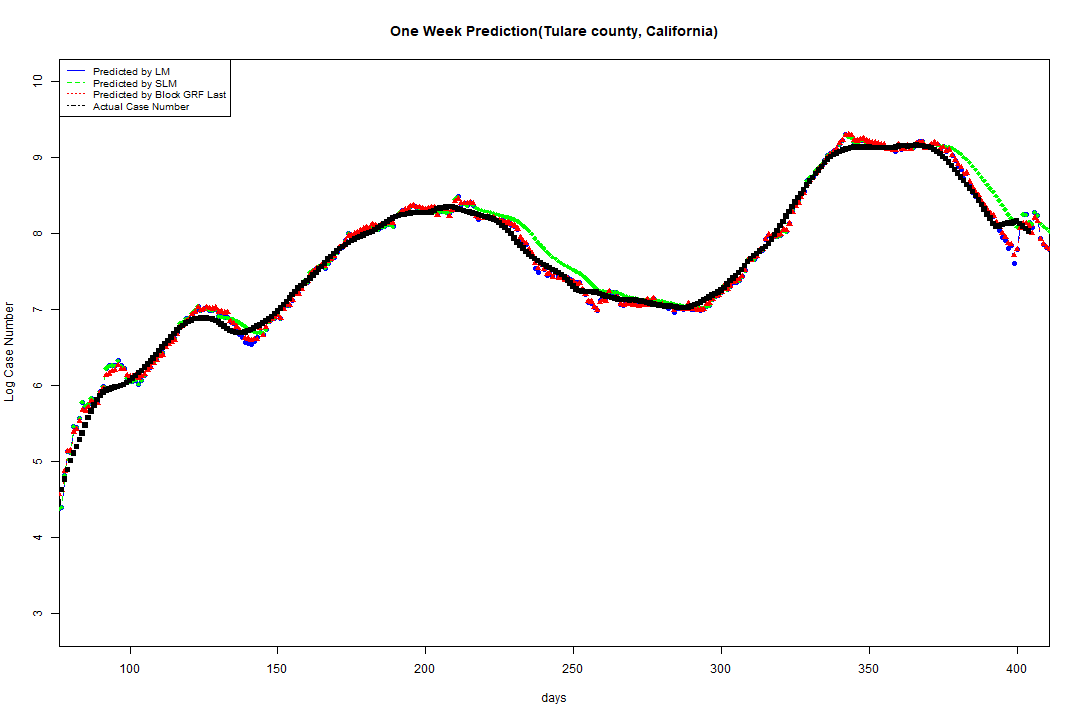 One Week Prediction(Tulare county, California)
Predicted by LM
Predicted by SLM
Predicted by Block GRF Last
Actual Case Number
10
9
8
7
6
5
4
3
Log Case Number
100 150 200 250 300 350 400
days